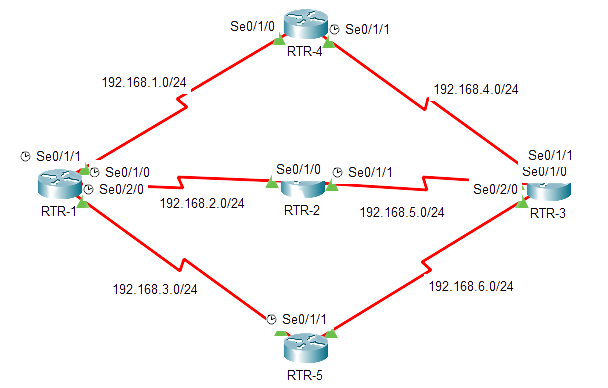 Se0/1/0
Se0/1/1
RTR-4
192.168.1.0/24
192.168.4.0/24
Se0/1/1
Se0/1/0
Se0/2/0
RTR-1
Se0/1/0
Se0/1/1
RTR-2
192.168.2.0/24
192.168.5.0/24
Se0/1/1
Se0/1/0
Se0/2/0
RTR-3
192.168.3.0/24
192.168.6.0/24
Se0/1/1
RTR-5